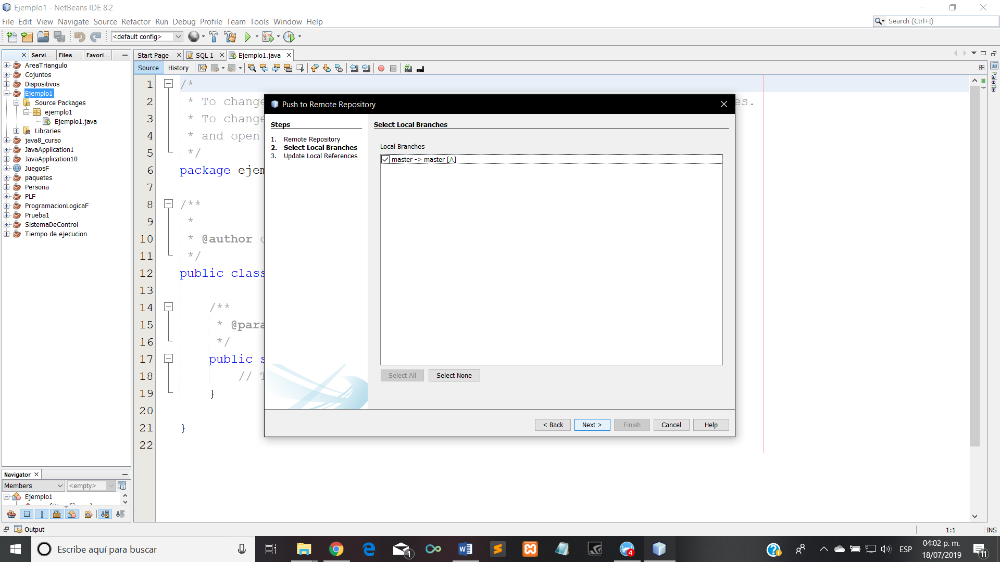 Ejemplo1 - NetBeans IDE 8.2
File Edit View Navigate Source Refactor Run Debug Profile Team Tools Window Help
Search (Ctrl+I)
<default config>
Servi... Files Favori...
Start Page SQL 1 Ejemplo1.java
Source History
AreaTriangulo
Cojuntos
Dispositivos
Ejemplo1
Source Packages
ejemplo1
Ejemplo1.java
Libraries
java8_curso
JavaApplication1
JavaApplication10
JuegosF
paquetes
Persona
PLF
ProgramacionLogicaF
Prueba1
SistemaDeControl
Tiempo de ejecucion
1 /*
2 * To change es.
3 * To change
4 * and open
5 */
6 package ejem
7
8 /**
9 *
10 * @author
11 */
12 public class
13
14 /**
15 * @para
16 */
17 public s
18 // T
19 }
20
21 }
22
Palette
Push to Remote Repository
Steps
1. Remote Repository
2. Select Local Branches
3. Update Local References
Select Local Branches
Local Branches
master -> master [A]
Select All Select None
< Back Next > Finish Cancel Help
Navigator
Members <empty>
Ejemplo1
Output
1:1 INS
Escribe aquí para buscar
1
4
ESP
04:02 p. m.
18/07/2019
11